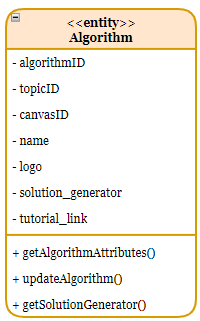 <<entity>>
Algorithm
- algorithmID
- topicID
- canvasID
- name
- logo
- solution_generator
- tutorial_link
+ getAlgorithmAttributes()
+ updateAlgorithm()
+ getSolutionGenerator()